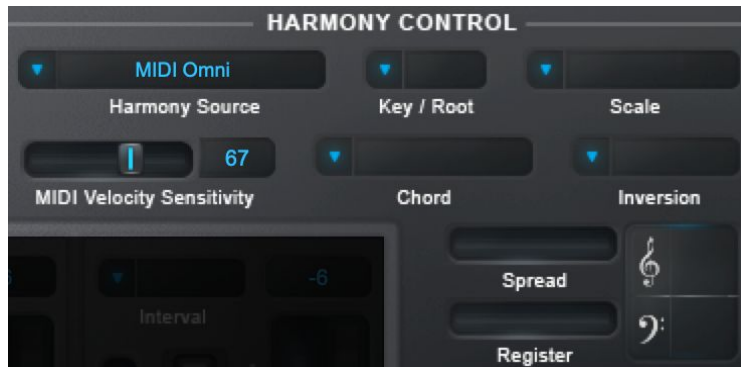 HARMONY CONTROL
MIDI Omni
Harmony Source Key / Root Scale
67
MIDI Velocity Sensitivity Chord Inversion
Spread
-6
Interval
Register